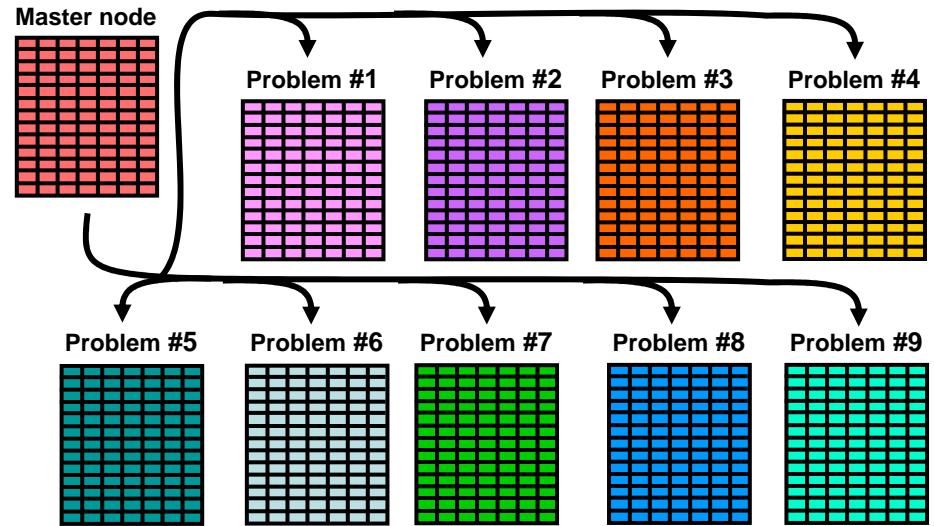 Master node
Problem #1
Problem #2
Problem #3
Problem #4
Problem #5
Problem #6
Problem #7
Problem #8
Problem #9